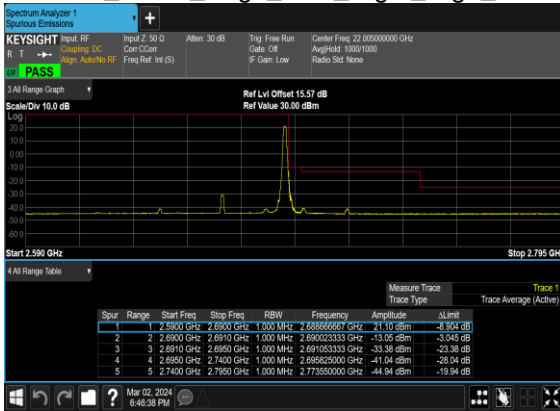 Spectrum Analyzer 1
Spurious Emissions
KEYSIGHT Input: RF Input Z: 50 Ω Atten: 30 dB Trig: Free Run Center Freq: 22.005000000 GHz
R T Coupling: DC Corr CCorr Gate: Off Avg|Hold: 1000/1000
Align: Auto/No RF Freq Ref: Int (S) IF Gain: Low Radio Std: None
PASS
3 All Range Graph
Ref Lvl Offset 15.57 dB
Scale/Div 10.0 dB Ref Value 30.00 dBm
Log
20.0
10.0
0.00
-10.0
-20.0
-30.0
-40.0
-50.0
-60.0
Start 2.590 GHz Stop 2.795 GH
4 All Range Table
Measure Trace Trace 1
Trace Type Trace Average (Active)
Spur Range Start Freq Stop Freq RBW Frequency Amplitude ΔLimit
1 1 2.5900 GHz 2.6900 GHz 1.000 MHz 2.688666667 GHz 21.10 dBm -8.904 dB
2 2 2.6900 GHz 2.6910 GHz 1.000 MHz 2.690023333 GHz -13.05 dBm -3.045 dB
3 3 2.6910 GHz 2.6950 GHz 1.000 MHz 2.691053333 GHz -33.38 dBm -23.38 dB
4 4 2.6950 GHz 2.7400 GHz 1.000 MHz 2.695825000 GHz -41.04 dBm -28.04 dB
5 5 2.7400 GHz 2.7950 GHz 1.000 MHz 2.773550000 GHz -44.94 dBm -19.94 dB
Mar 02, 2024
6:46:38 PM